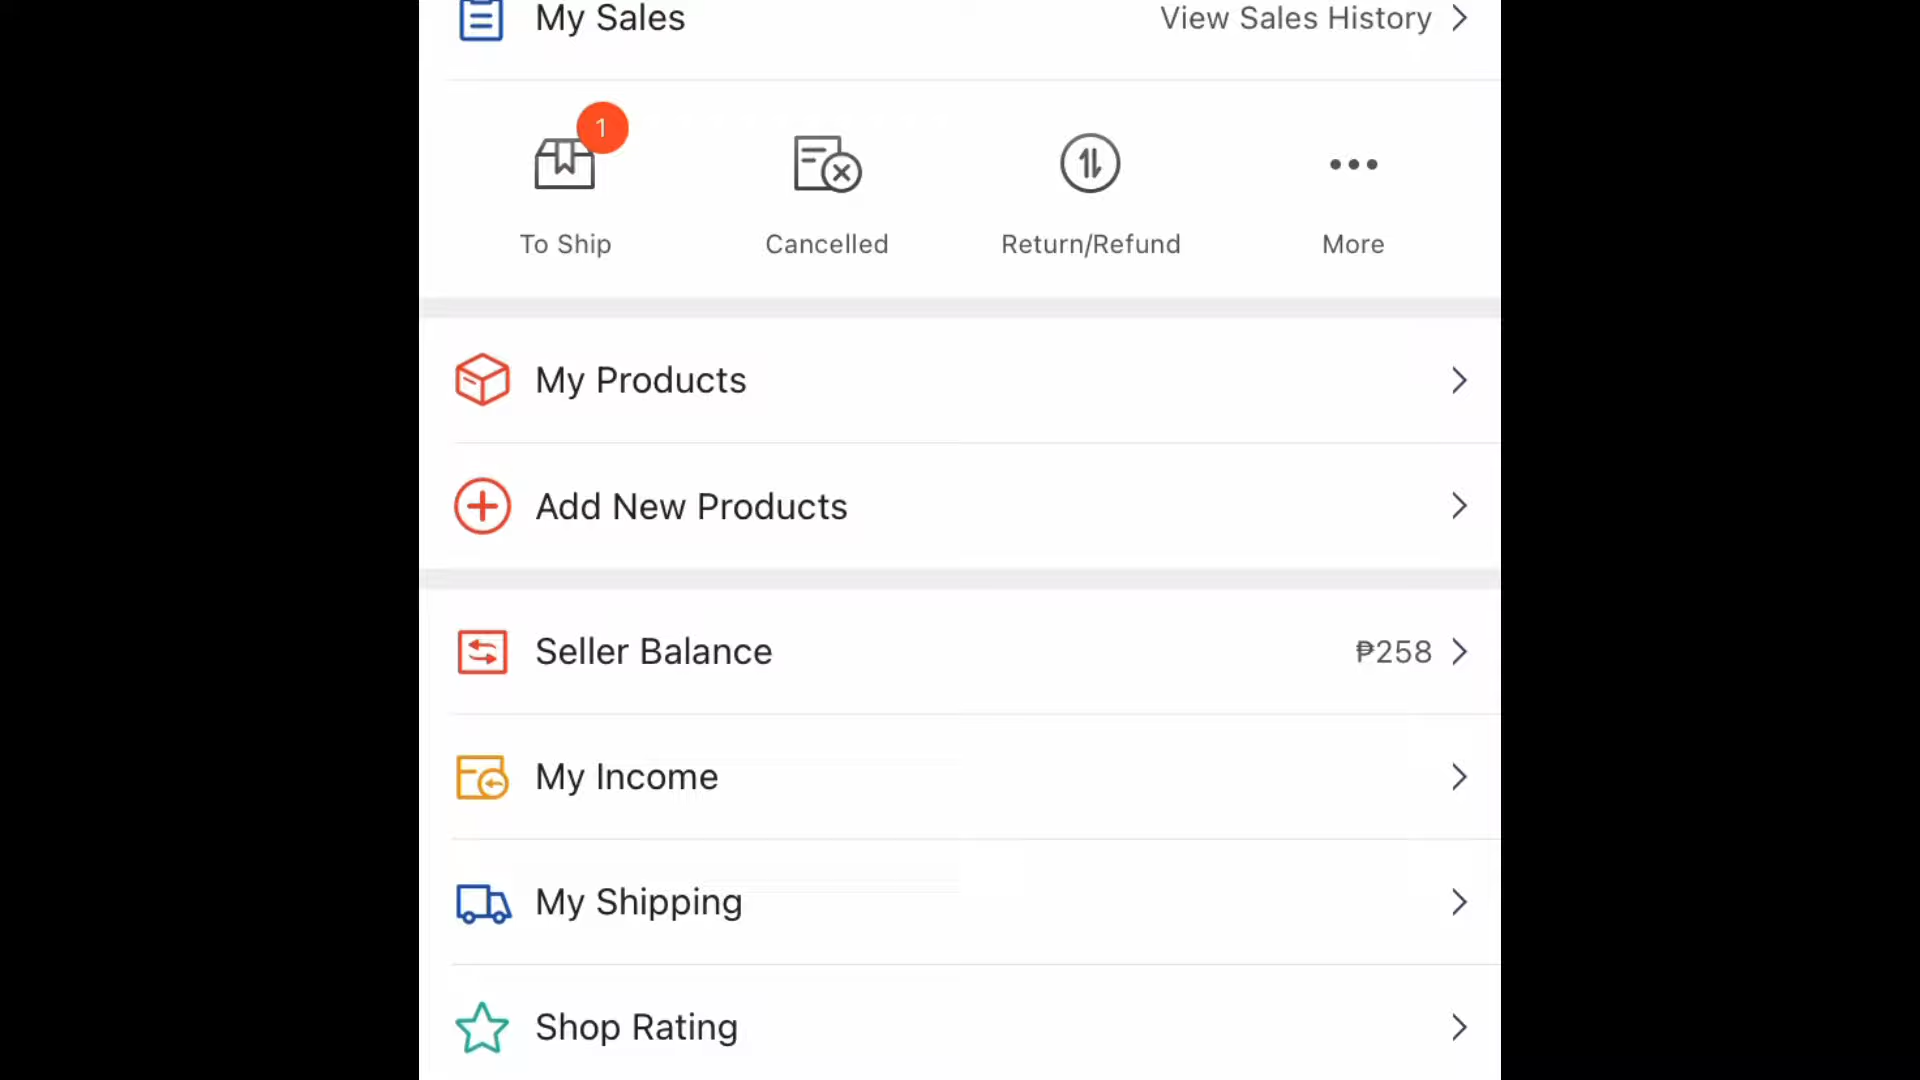 My Sales
View Sales History
1
To Ship
Cancelled
Return/Refund
More
My Products
Add New Products
Seller Balance
₱258
My Income
My Shipping
Shop Rating